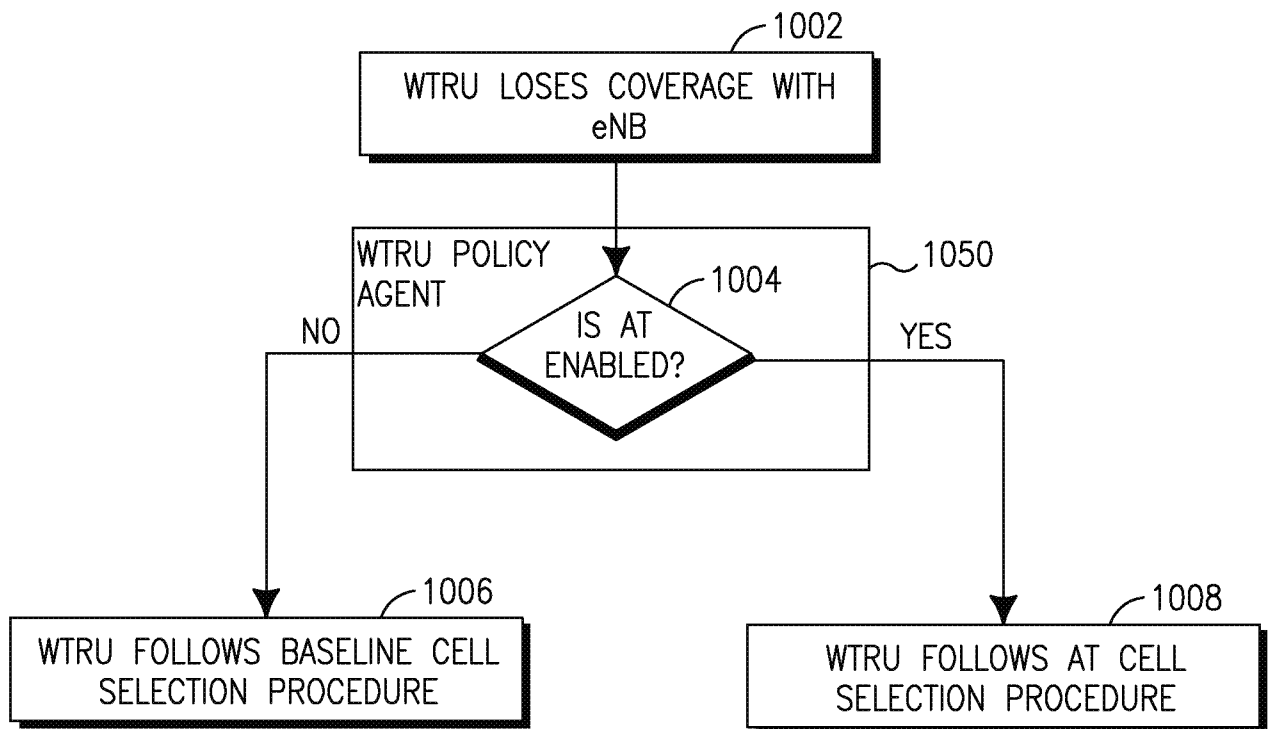 1002
WTRU LOSES COVERAGE WITH
eNB
WTRU POLICY
AGENT
1050
1004
IS AT
ENABLED?
NO
YES
1006
WTRU FOLLOWS BASELINE CELL
SELECTION PROCEDURE
1008
WTRU FOLLOWS AT CELL
SELECTION PROCEDURE